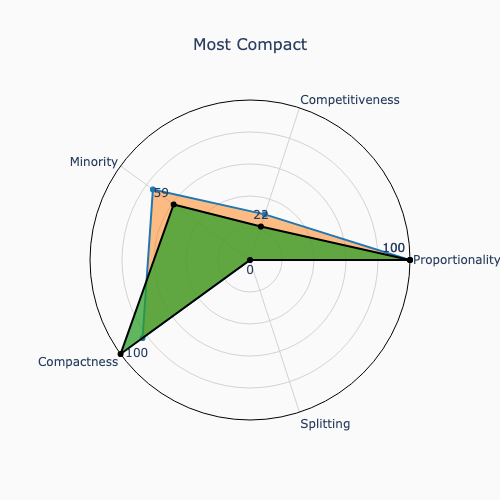 Most Compact
Competitiveness
Minority
59
22
100
Proportionality
0
100
Compactness
Splitting